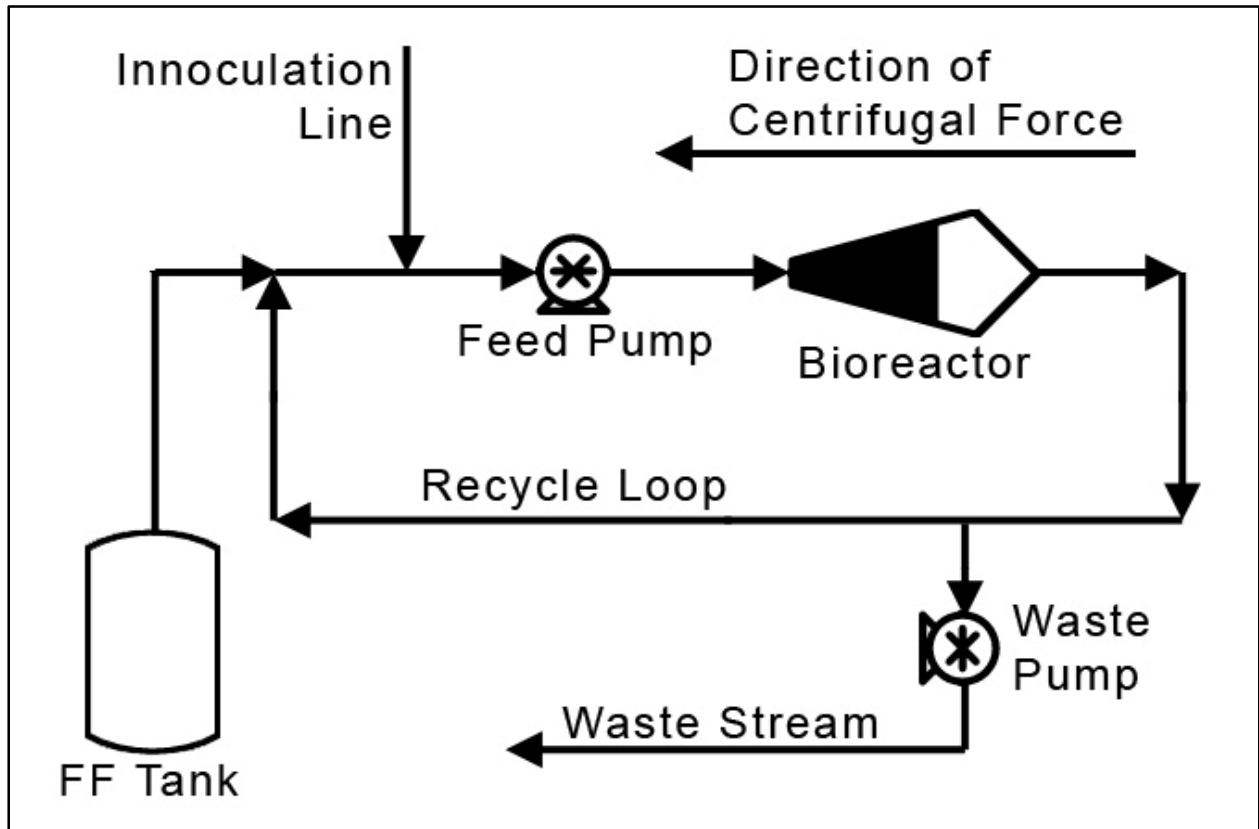 Innoculation
Line
Direction of
Centrifugal Force
Feed Pump
Bioreactor
Recycle Loop
Waste
Pump
Waste Stream
FF Tank